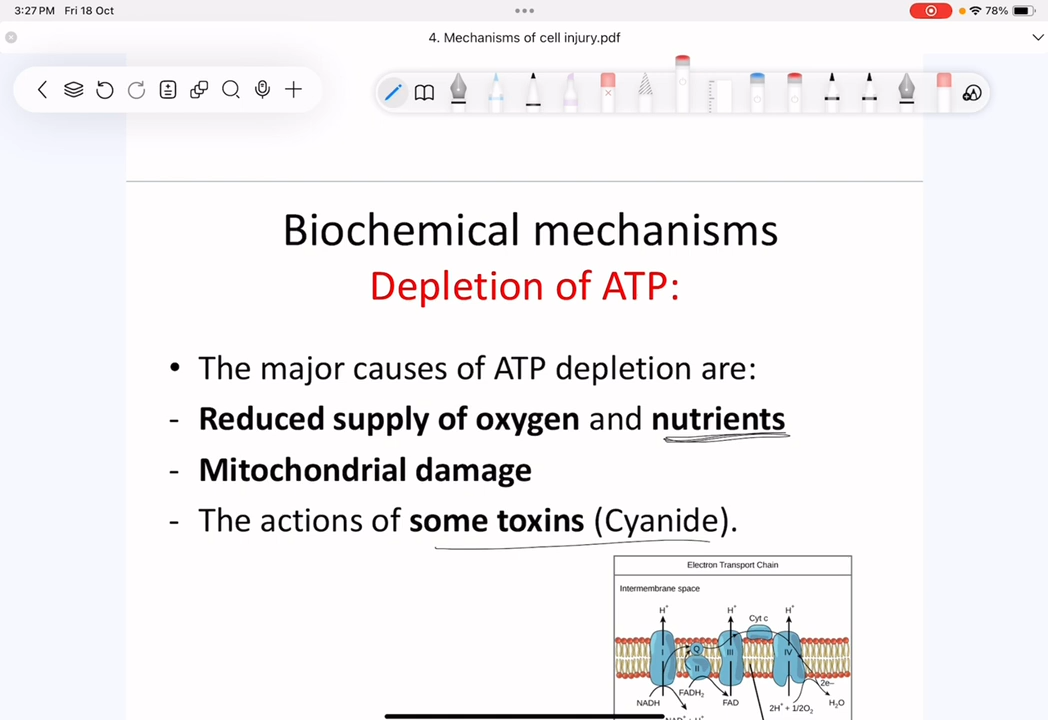 3:27 PM Fri 18 Oct
78%
4. Mechanisms of cell injury.pdf
Biochemical mechanisms
Depletion of ATP:
• The major causes of ATP depletion are:
- Reduced supply of oxygen and nutrients
- Mitochondrial damage
- The actions of some toxins (Cyanide).
Electron Transport Chain
Intermembrane space
H+ H+ H+
Cyt c
Q
I III IV
II
2e–
FADH2
NADH FAD H2O
2H+ + 1/2O2